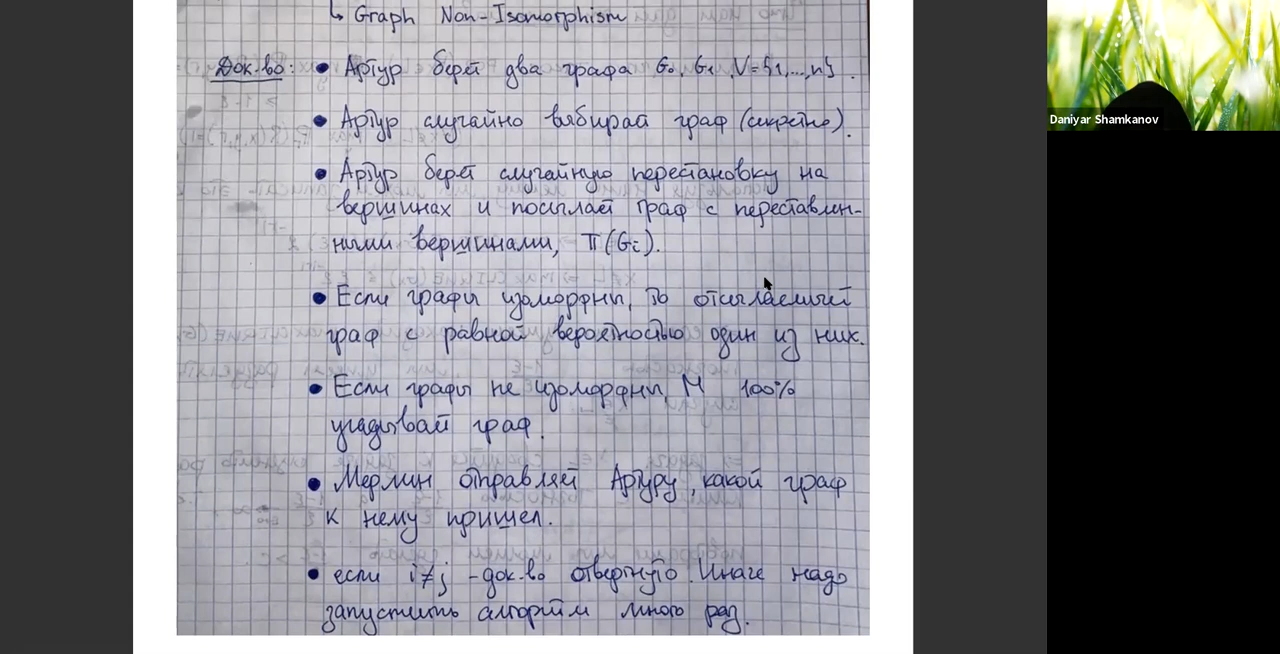 ↳ Graph Non-Isomorphism
Док-во: • Артур берёт два графа G₀, G₁, V={1,...,n}.
• Артур случайно выбирает граф (секретно).
• Артур берёт случайную перестановку на
вершинах и посылает граф с переставлен-
ными вершинами, π(Gᵢ).
• Если графы изоморфны, то отсылаемый
граф с равной вероятностью один из них.
• Если графы не изоморфны, М 100%
угадывает граф.
• Мерлин отправляет Артуру, какой граф
к нему пришел.
• если i≠j - док-во отвергнуто. Иначе надо
запустить алгоритм много раз.
Daniyar Shamkanov